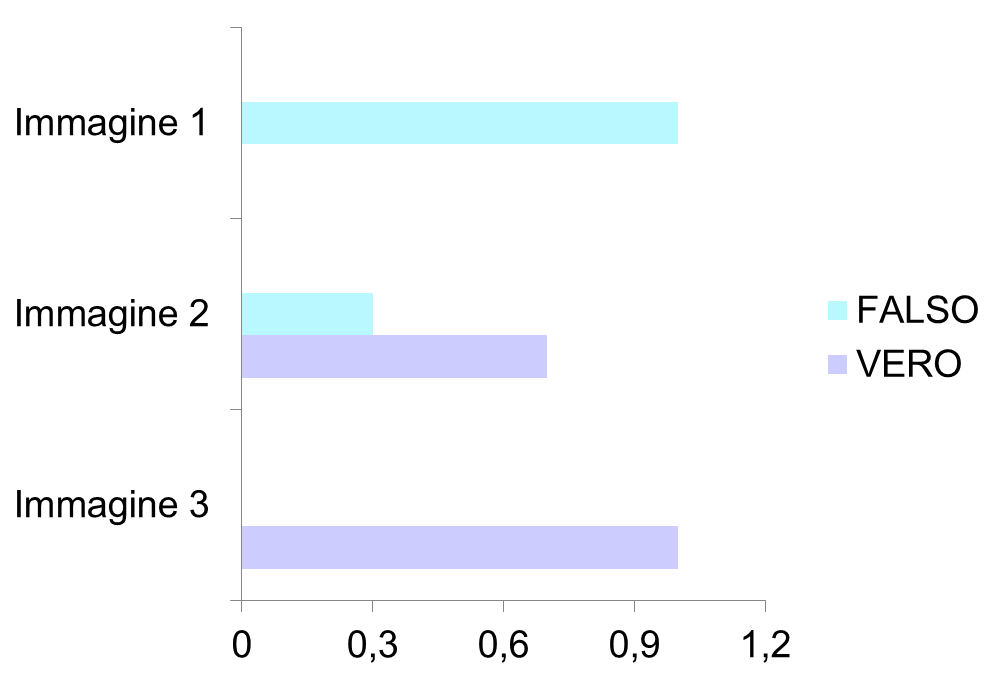 Immagine 1
Immagine 2
Immagine 3
0 0,3 0,6 0,9 1,2
FALSO
VERO